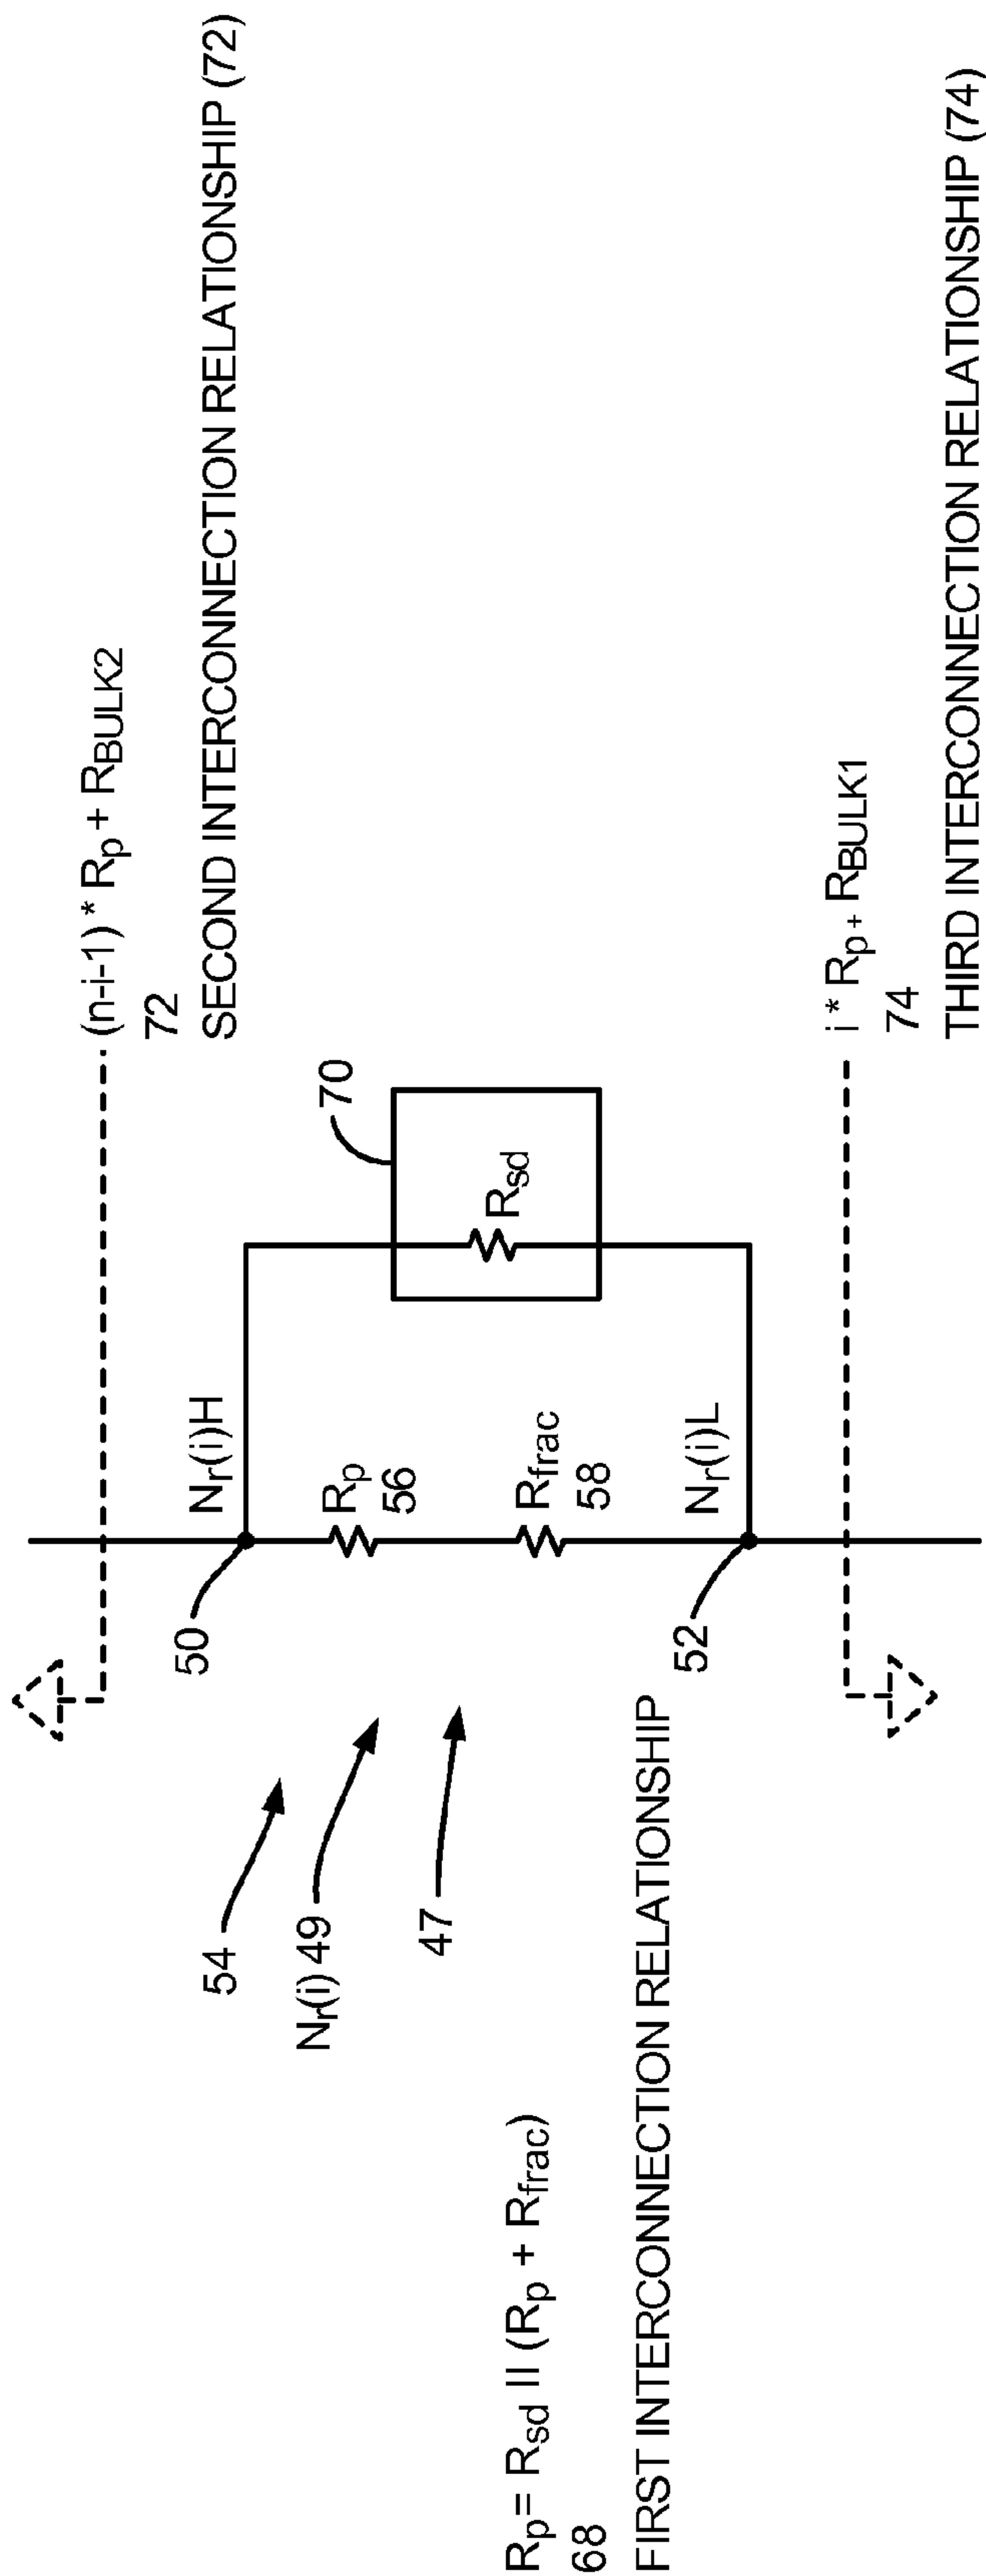 (n-i-1) * Rp + RBULK2
72
SECOND INTERCONNECTION RELATIONSHIP (72)
70
Nr(i)H
50
Rp
56
Rsd
54
Nr(i) 49
47
Rfrac
58
Rp = Rsd || (Rp + Rfrac)
68
FIRST INTERCONNECTION RELATIONSHIP
Nr(i)L
52
i * Rp + RBULK1
74
THIRD INTERCONNECTION RELATIONSHIP (74)